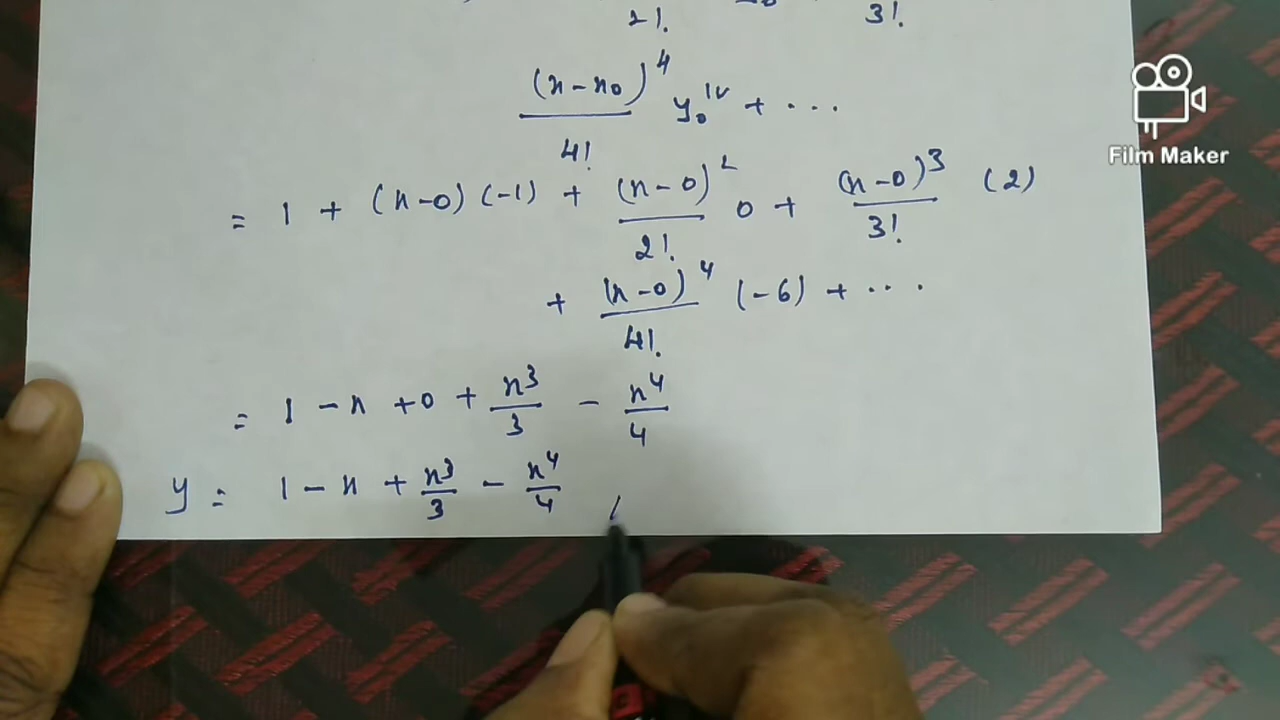 2!. 3!.
(x - x0)^4 / 4! y0^IV + ...
Film Maker
= 1 + (x-0) (-1) + (x-0)^2 / 2!. 0 + (x-0)^3 / 3!. (2)
+ (x-0)^4 / 4!. (-6) + ...
= 1 - x + 0 + x^3/3 - x^4/4
y = 1 - x + x^3/3 - x^4/4